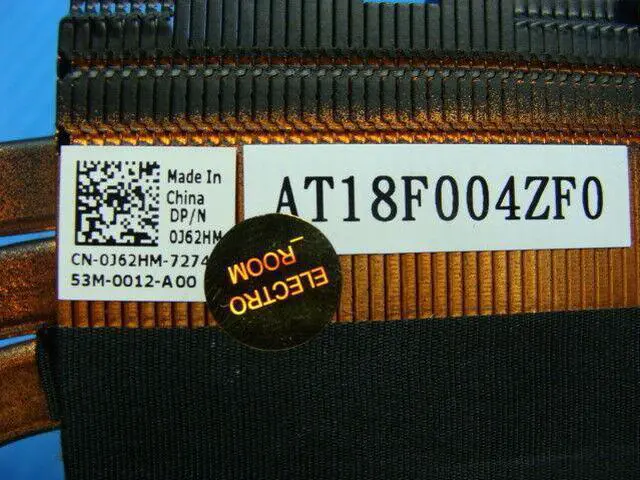 Made In
China
DP/N
0J62HM
CN-0J62HM-7274
53M-0012-A00
AT18F004ZF0
ELECTRO
_ROOM